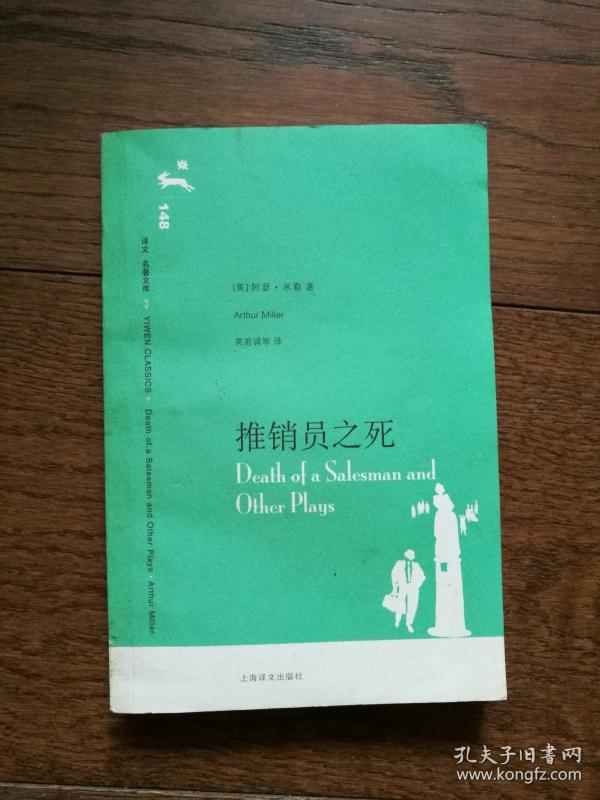 148
译文 名著文库 >> YIWEN CLASSICS > Death of a Salesman and Other Plays · Arthur Miller
[美] 阿瑟 · 米勒 著
Arthur Miller
英若诚等 译
推销员之死
Death of a Salesman and
Other Plays
上海译文出版社
孔夫子旧书网
www.kongfz.com